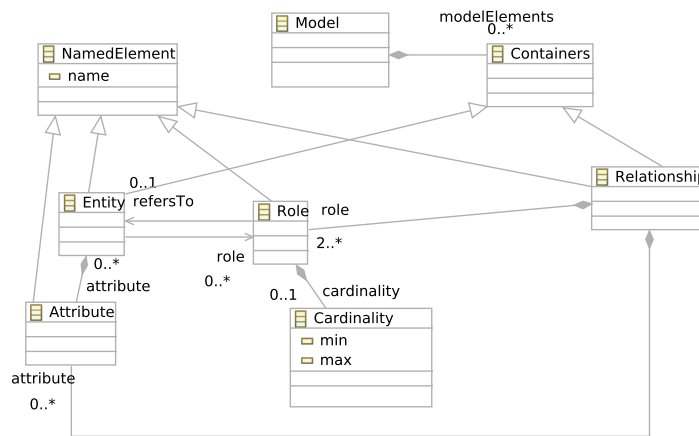 modelElements
Model
0..*
NamedElement
Containers
name
Relationship
0..1
Entity
refersTo
Role
role
2..*
role
0..*
attribute
0..*
0..1
cardinality
Attribute
Cardinality
min
max
attribute
0..*